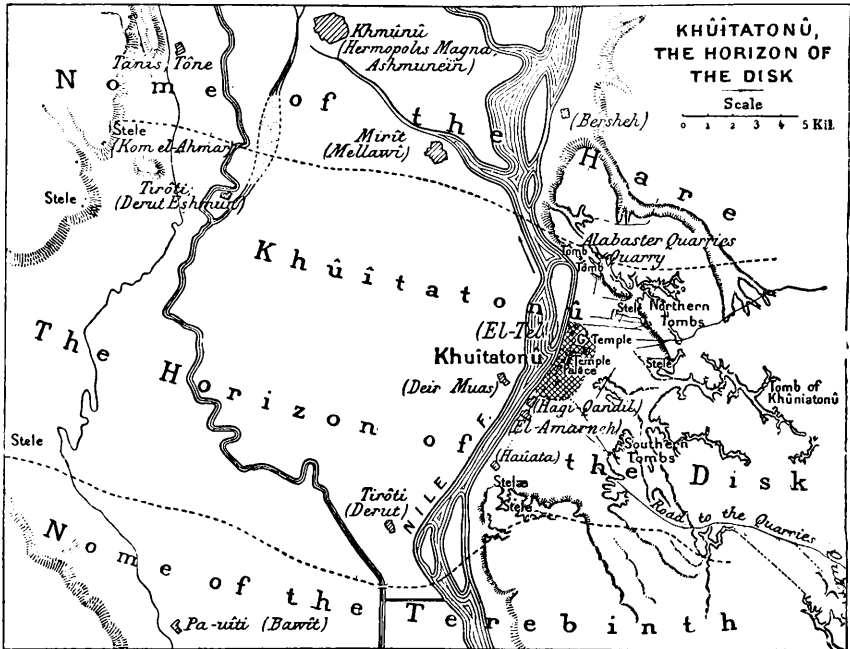 KHÛÎTATONÛ,
THE HORIZON OF
THE DISK
Scale
0 1 2 3 4 5 Kil.
Khmûnû
(Hermopolis Magna,
Ashmuneîn)
Tanis, Tône
Nome of the Hare
Stele
(Kom el-Ahmar)
Mirît
(Mellawî)
(Bersheh)
Tirôti
(Derut Eshmun)
Stele
Alabaster Quarries
Quarry
Tomb
Tomb
Stele
Northern
Tombs
Khûîtatonû
(El-Tel)
G. Temple
Khuîtatonû
Temple
Palace
Stele
The Horizon of the Disk
(Deir Muas)
Tomb of
Khûniatonû
(Hagi Qandil)
(El-Amarneh)
Southern
Tombs
Stele
(Haûata)
NILE F.
Stelæ
Stele
Tirôti
(Derut)
Road to the Quarries
Nome of the Terebinth
Pa-uîti (Bawît)